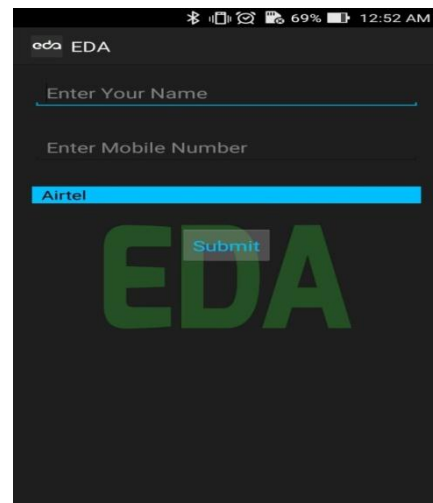 69% 12:52 AM
eda EDA
Enter Your Name
Enter Mobile Number
Airtel
Submit
EDA